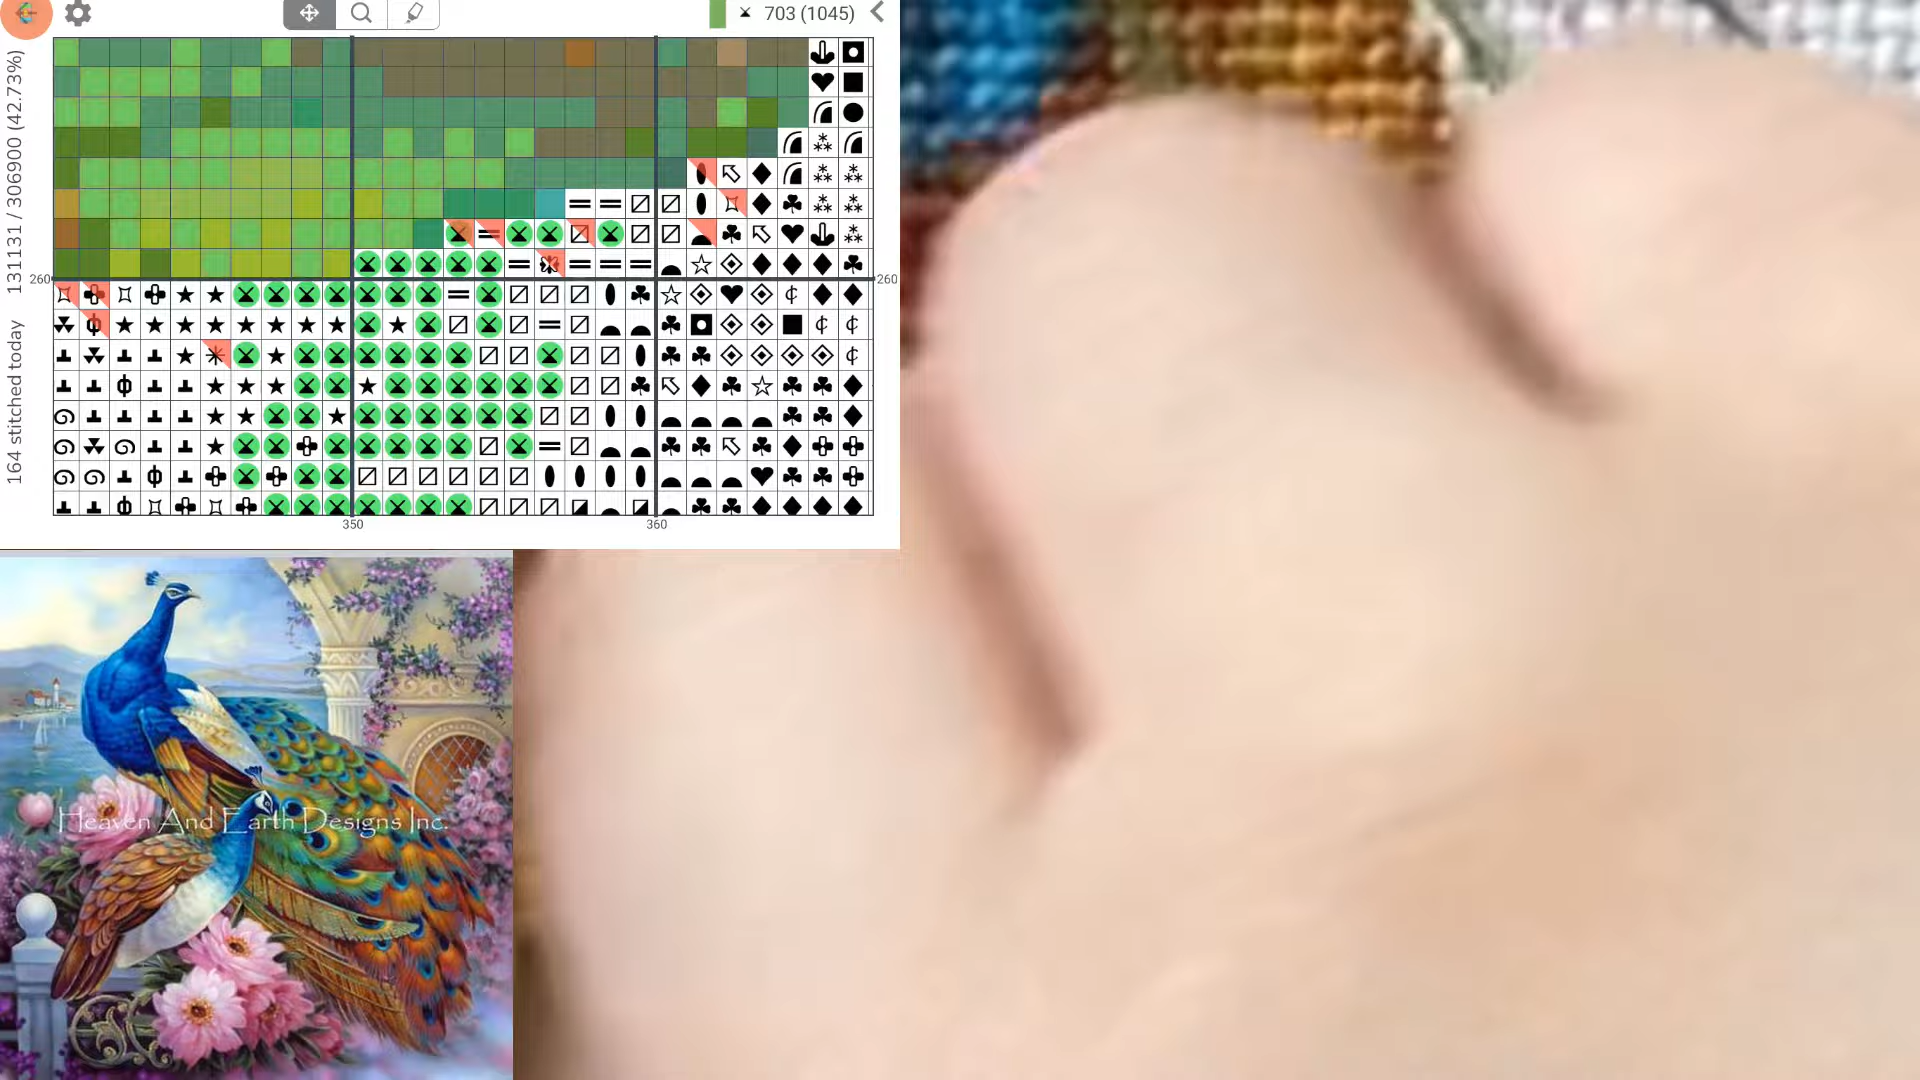 703 (1045)
131131 / 306900 (42.73%)
164 stitched today
260
260
350
360
Heaven And Earth Designs Inc.